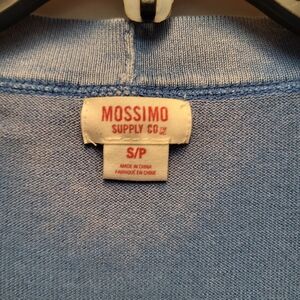 MOSSIMO
SUPPLY CO
S/P
MADE IN CHINA
FABRIQUÉ EN CHINE